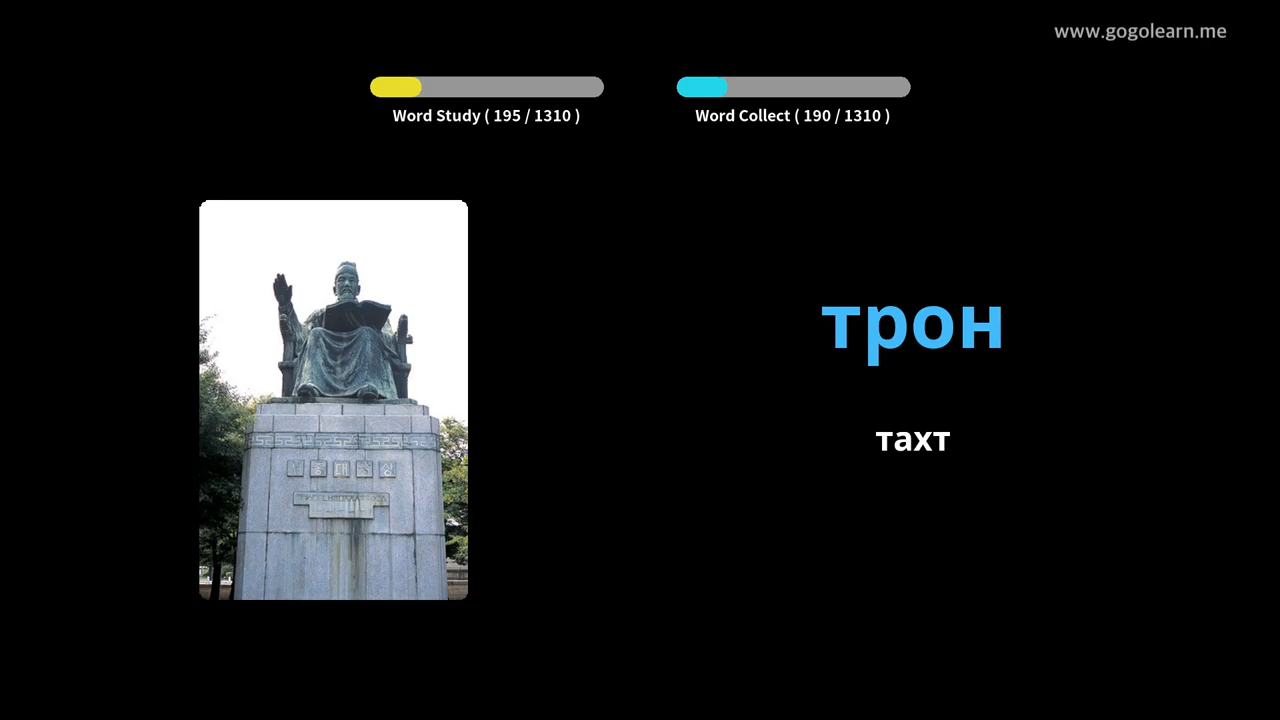 www.gogolearn.me
Word Study ( 195 / 1310 )
Word Collect ( 190 / 1310 )
трон
тахт